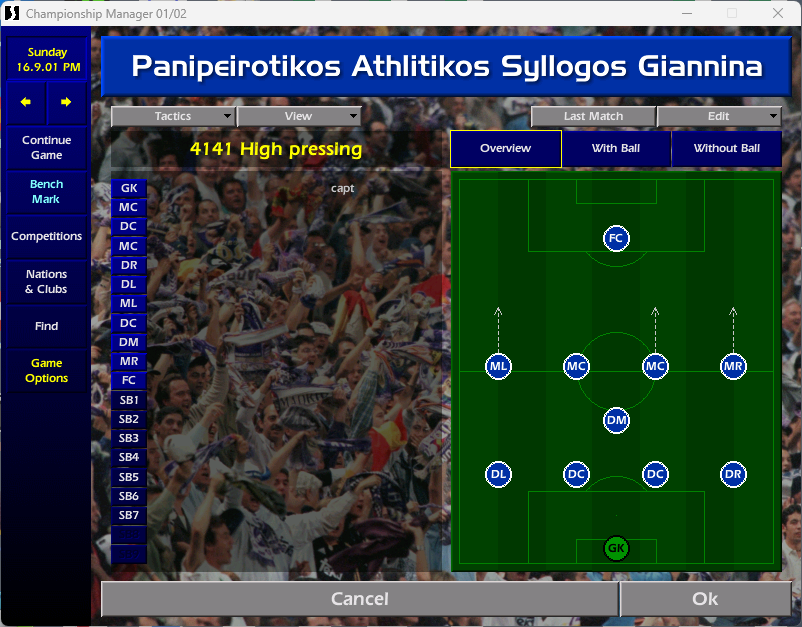 Championship Manager 01/02
Sunday
16.9.01 PM
Continue
Game
Bench
Mark
Competitions
Nations
& Clubs
Find
Game
Options
Panipeirotikos Athlitikos Syllogos Giannina
Tactics
View
Last Match
Edit
4141 High pressing
Overview
With Ball
Without Ball
GK capt
MC
DC
MC
DR
DL
ML
DC
DM
MR
FC
SB1
SB2
SB3
SB4
SB5
SB6
SB7
FC
ML MC MC MR
DM
DL DC DC DR
GK
Cancel
Ok